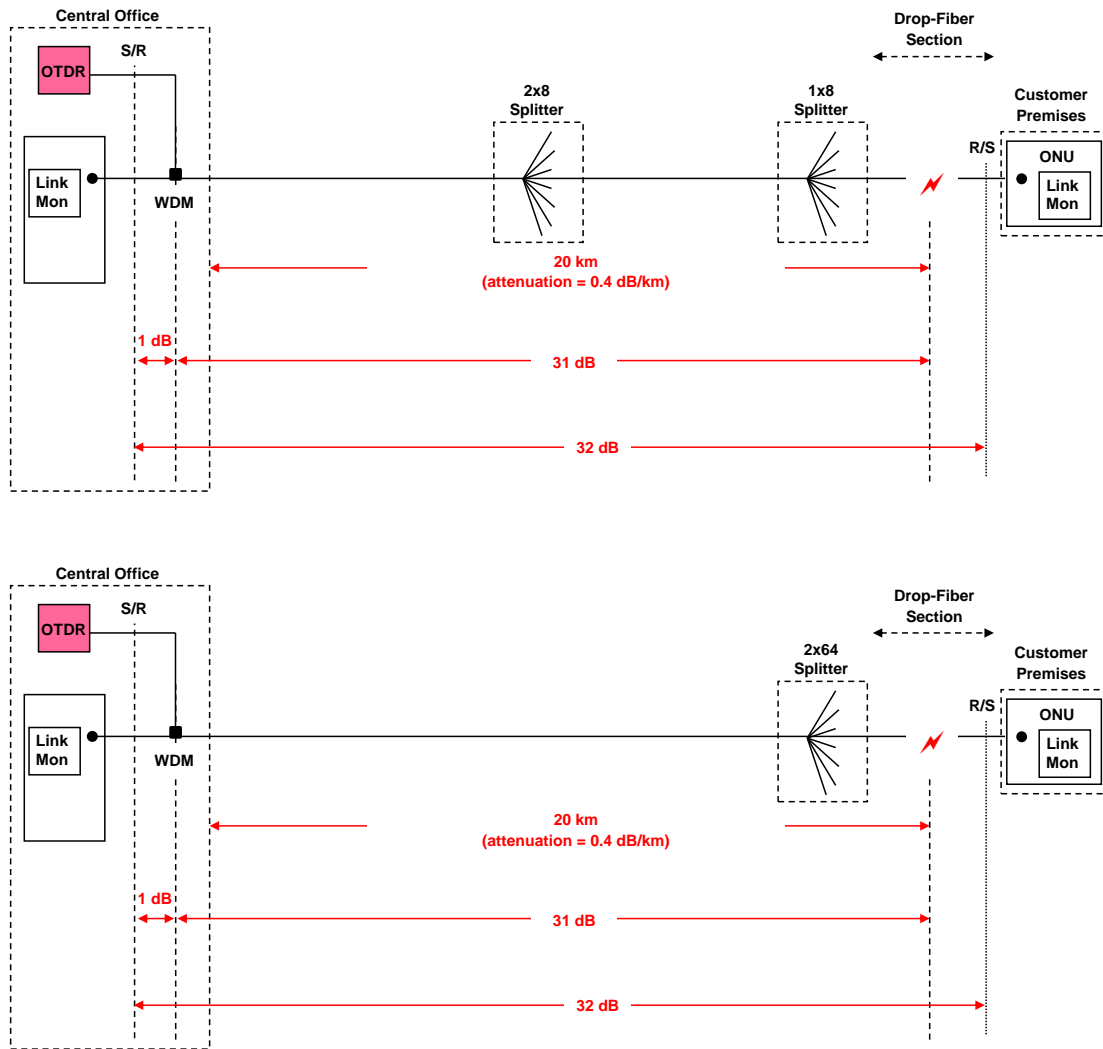 Central Office
Drop-Fiber
Section
S/R
OTDR
2x8
Splitter
1x8
Splitter
Customer
Premises
R/S
ONU
Link
Mon
Link
Mon
WDM
20 km
(attenuation = 0.4 dB/km)
1 dB
31 dB
32 dB
Central Office
Drop-Fiber
Section
S/R
OTDR
2x64
Splitter
Customer
Premises
R/S
ONU
Link
Mon
Link
Mon
WDM
20 km
(attenuation = 0.4 dB/km)
1 dB
31 dB
32 dB